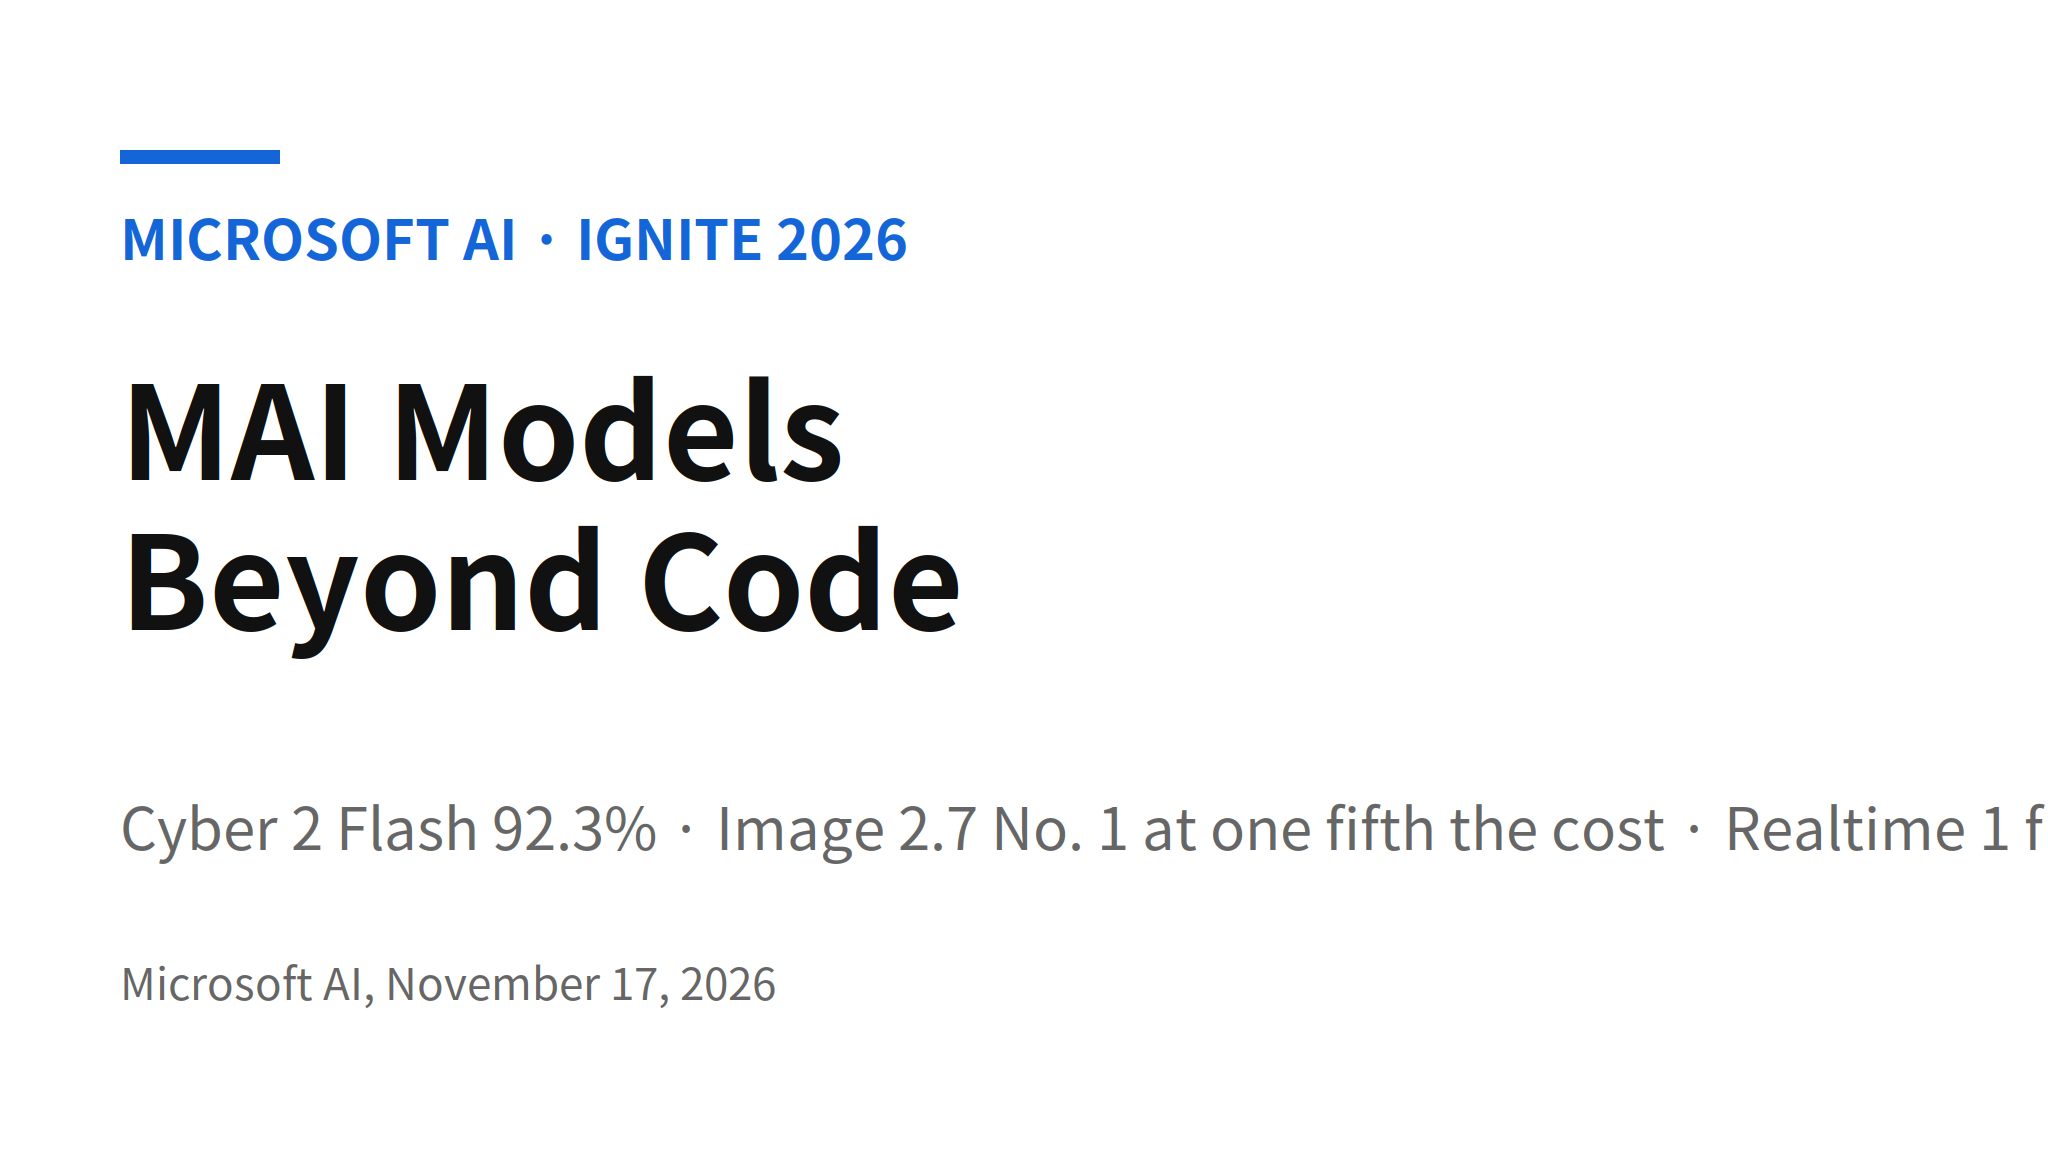 MICROSOFT AI · IGNITE 2026
MAI Models
Beyond Code
Cyber 2 Flash 92.3% · Image 2.7 No. 1 at one fifth the cost · Realtime 1 f
Microsoft AI, November 17, 2026